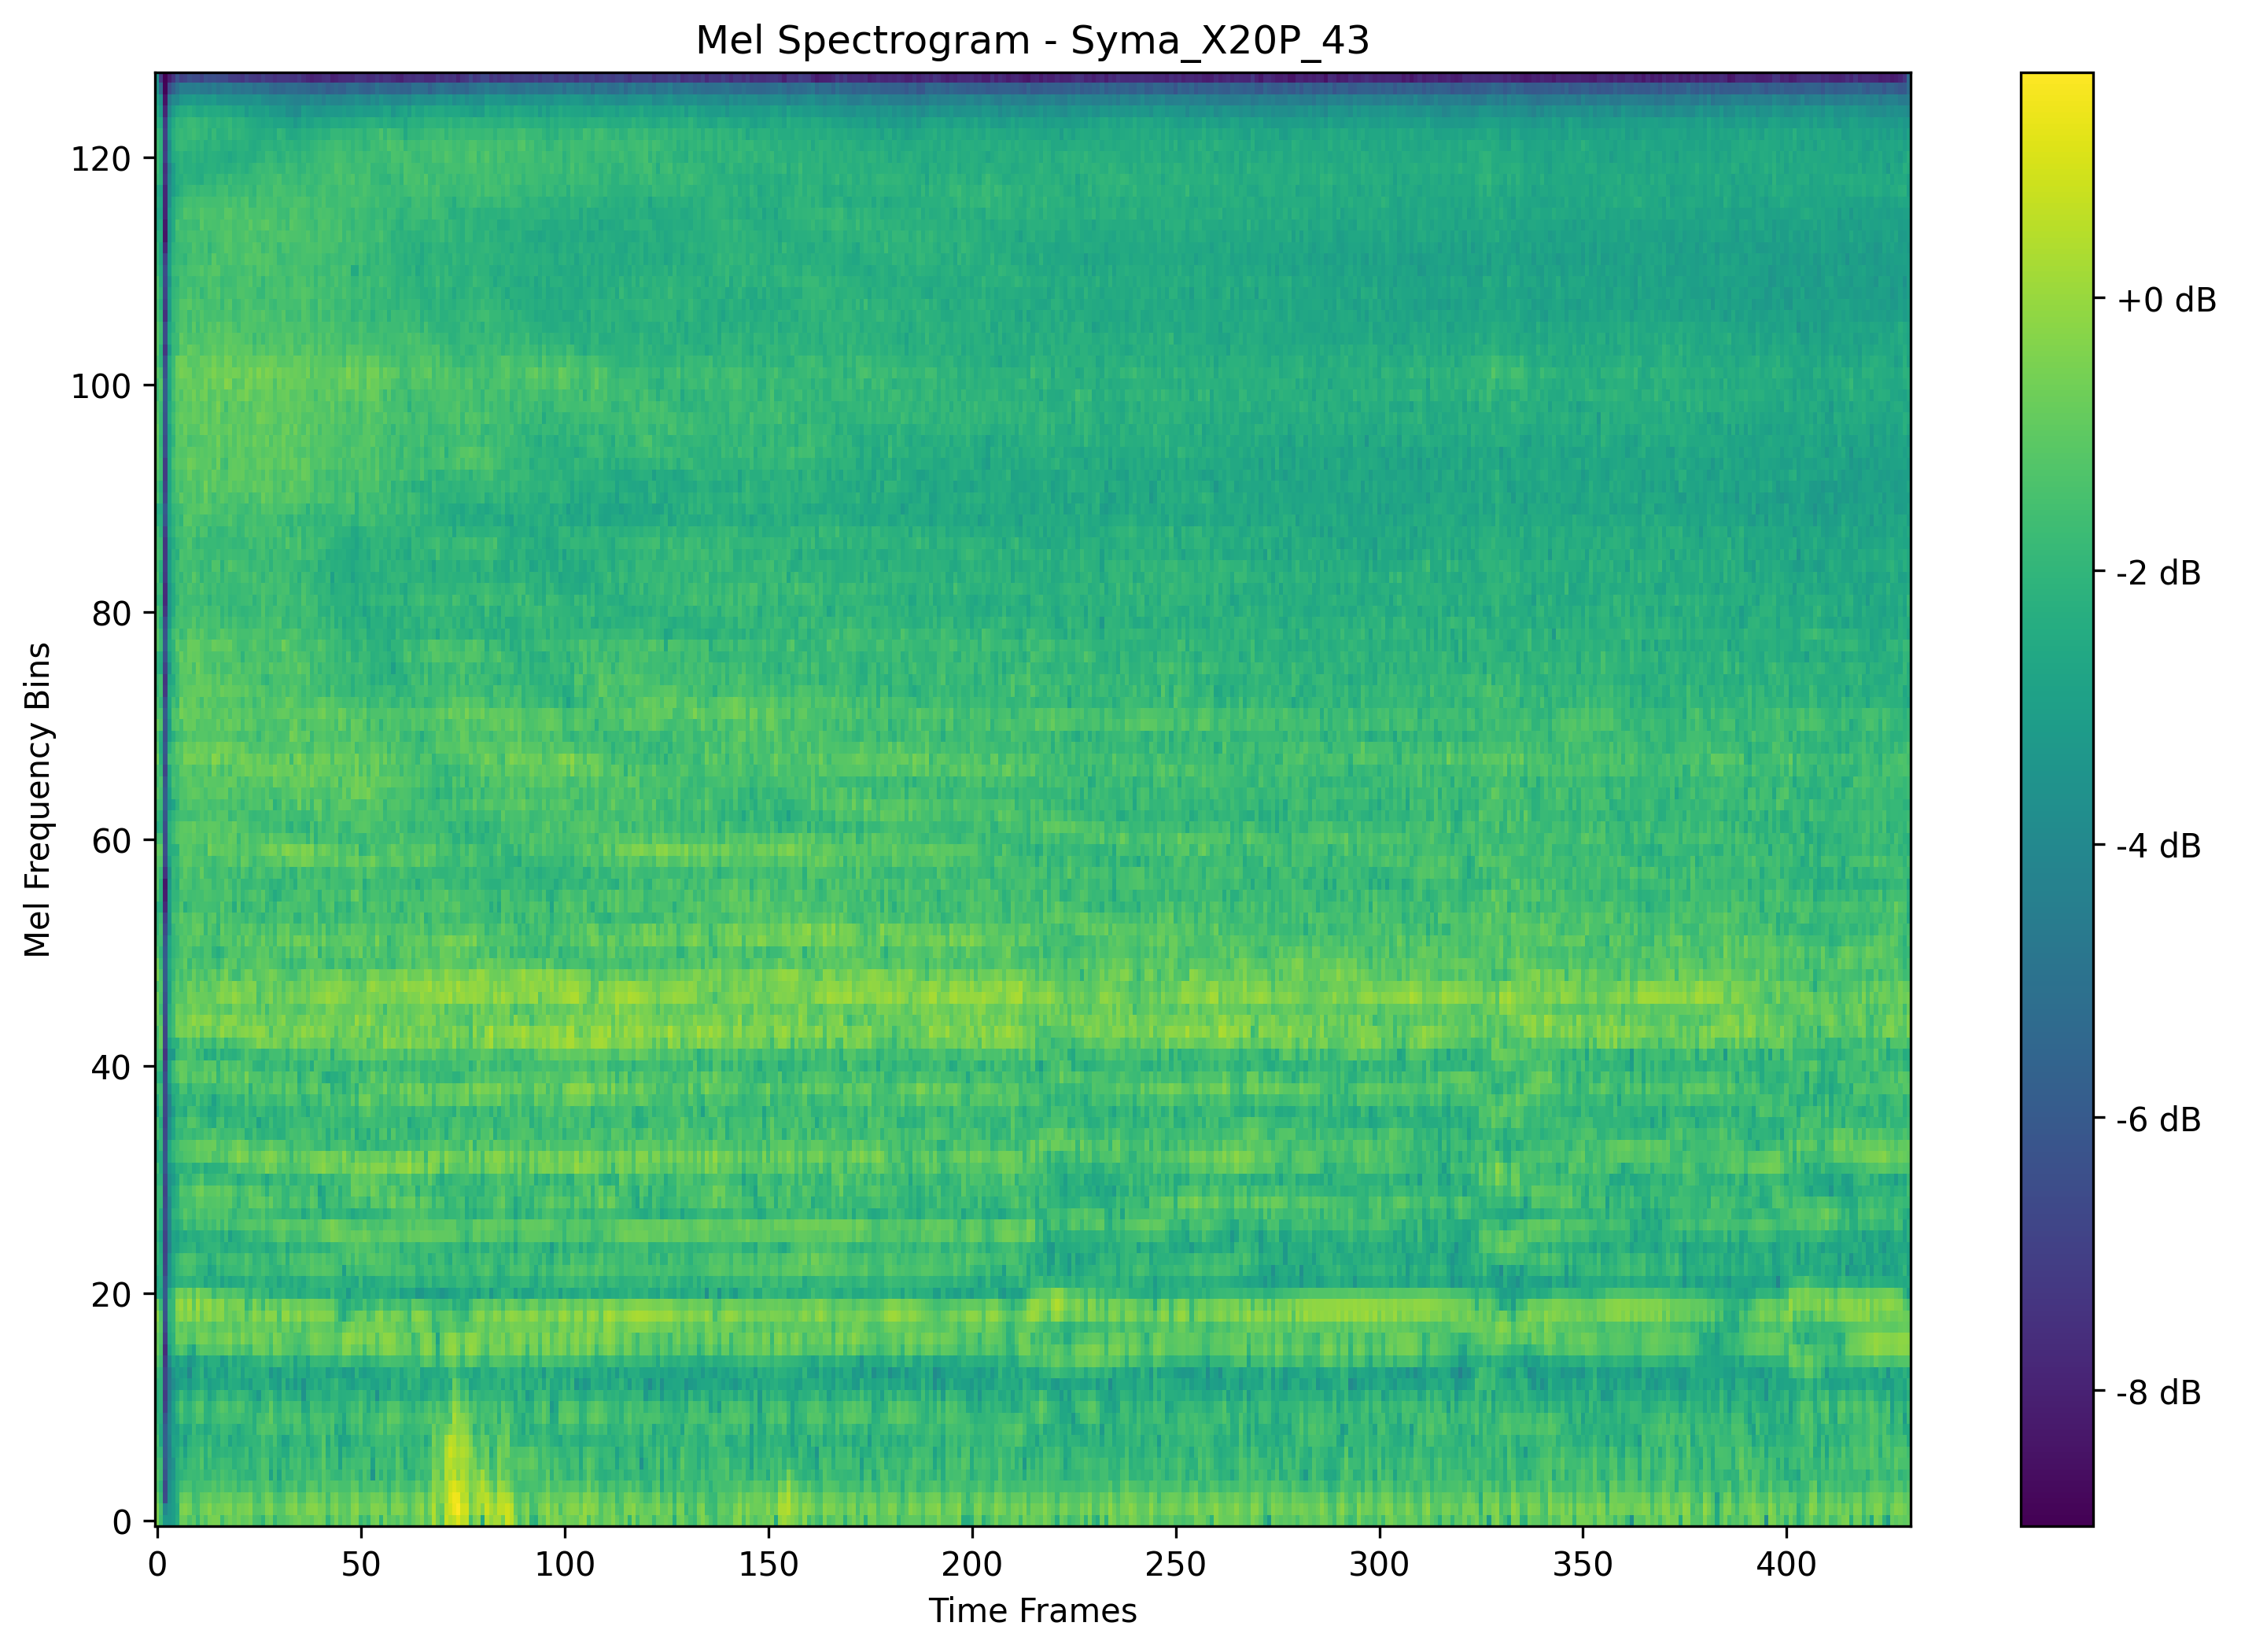 Mel Spectrogram - Syma_X20P_43
Mel Frequency Bins
120
100
80
60
40
20
0
0 50 100 150 200 250 300 350 400
Time Frames
+0 dB
-2 dB
-4 dB
-6 dB
-8 dB